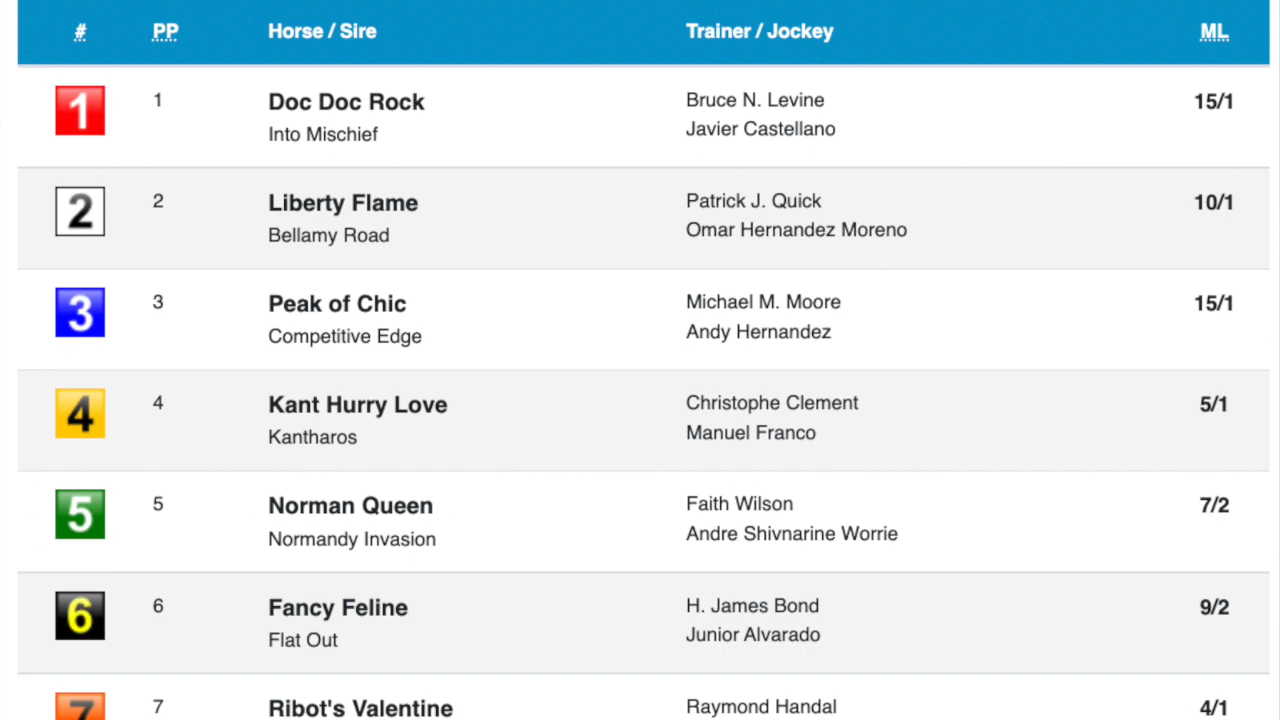 # PP Horse / Sire Trainer / Jockey ML
1 1 Doc Doc Rock Bruce N. Levine 15/1
Into Mischief Javier Castellano
2 2 Liberty Flame Patrick J. Quick 10/1
Bellamy Road Omar Hernandez Moreno
3 3 Peak of Chic Michael M. Moore 15/1
Competitive Edge Andy Hernandez
4 4 Kant Hurry Love Christophe Clement 5/1
Kantharos Manuel Franco
5 5 Norman Queen Faith Wilson 7/2
Normandy Invasion Andre Shivnarine Worrie
6 6 Fancy Feline H. James Bond 9/2
Flat Out Junior Alvarado
7 7 Ribot's Valentine Raymond Handal 4/1